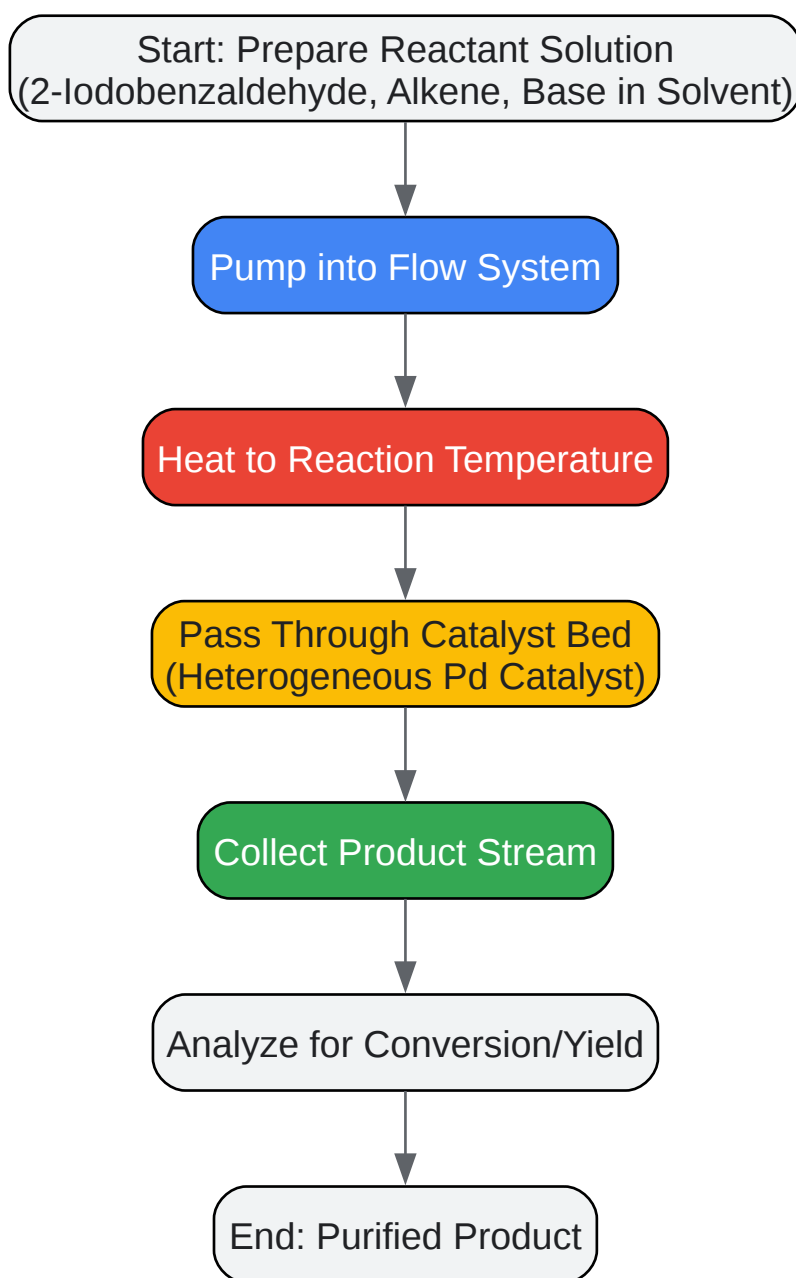 Start: Prepare Reactant Solution
(2-Iodobenzaldehyde, Alkene, Base in Solvent)
Pump into Flow System
Heat to Reaction Temperature
Pass Through Catalyst Bed
(Heterogeneous Pd Catalyst)
Collect Product Stream
Analyze for Conversion/Yield
End: Purified Product